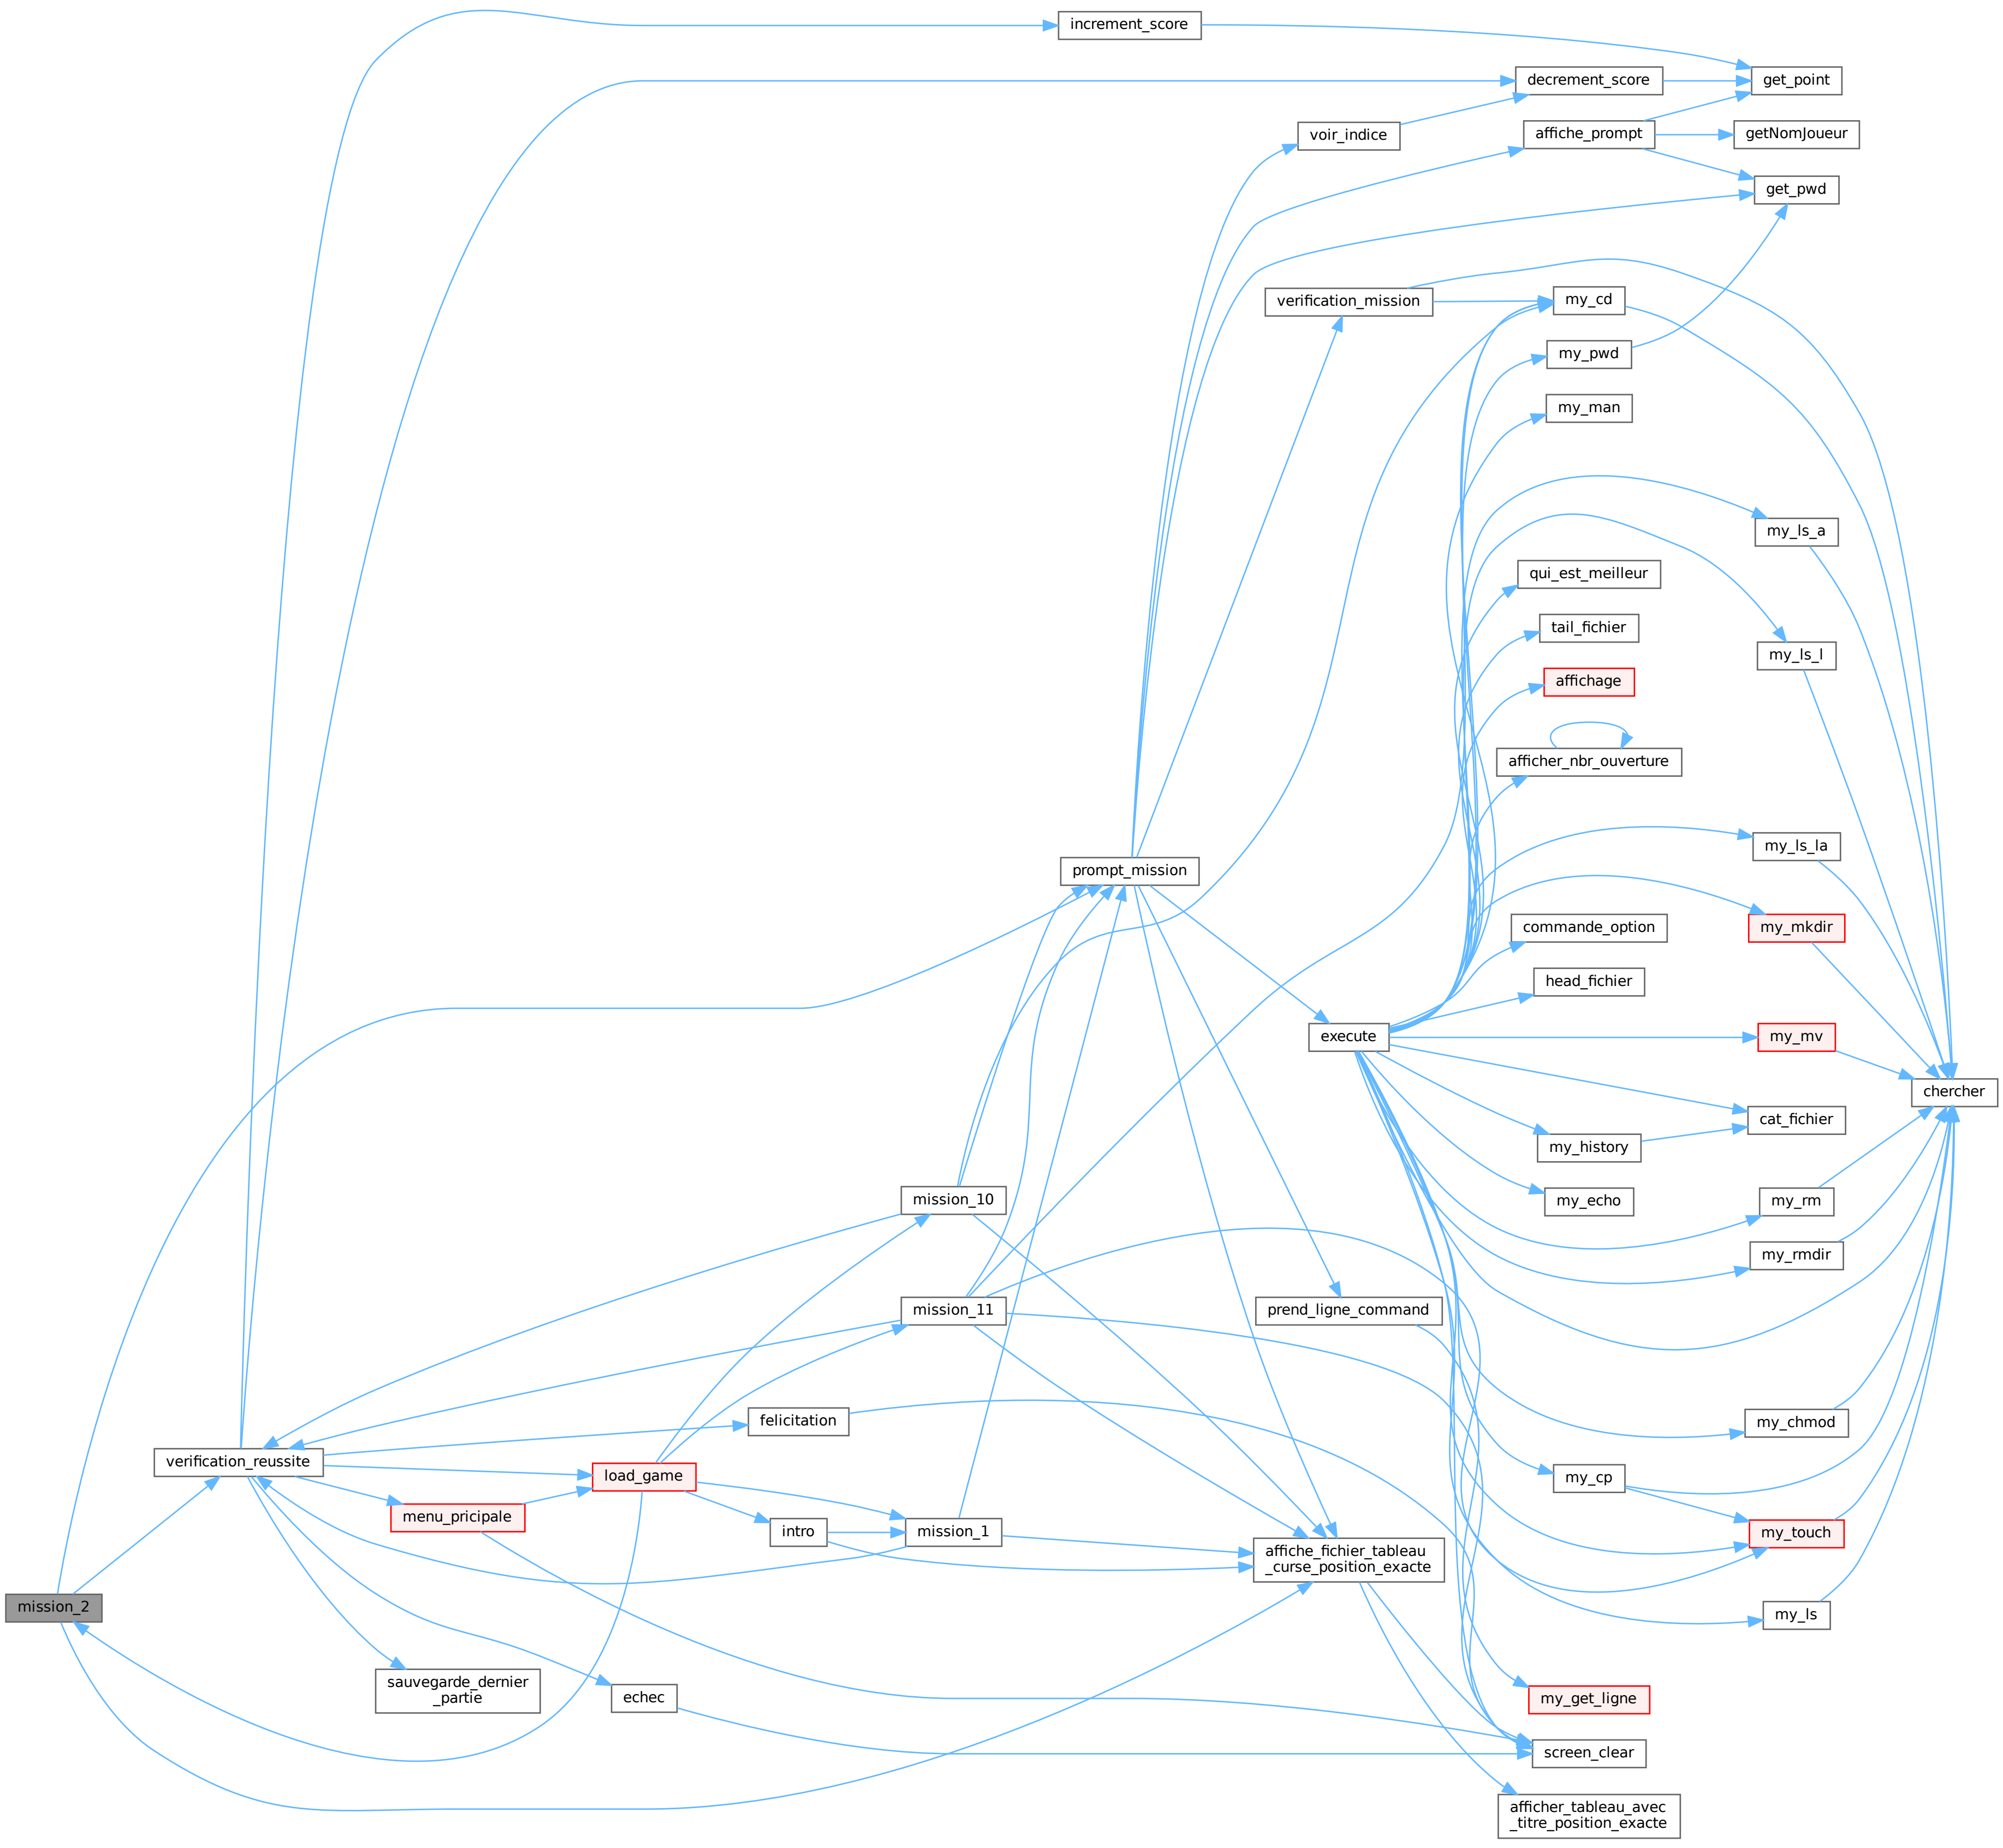 increment_score
decrement_score
get_point
voir_indice
affiche_prompt
getNomJoueur
get_pwd
verification_mission
my_cd
my_pwd
my_man
my_ls_a
qui_est_meilleur
tail_fichier
my_ls_l
affichage
afficher_nbr_ouverture
my_ls_la
prompt_mission
commande_option
my_mkdir
head_fichier
execute
my_mv
chercher
cat_fichier
my_history
mission_10
my_echo
my_rm
my_rmdir
mission_11
prend_ligne_command
felicitation
my_chmod
verification_reussite
load_game
my_cp
menu_pricipale
intro
mission_1
affiche_fichier_tableau
_curse_position_exacte
my_touch
mission_2
my_ls
sauvegarde_dernier
_partie
echec
my_get_ligne
screen_clear
afficher_tableau_avec
_titre_position_exacte